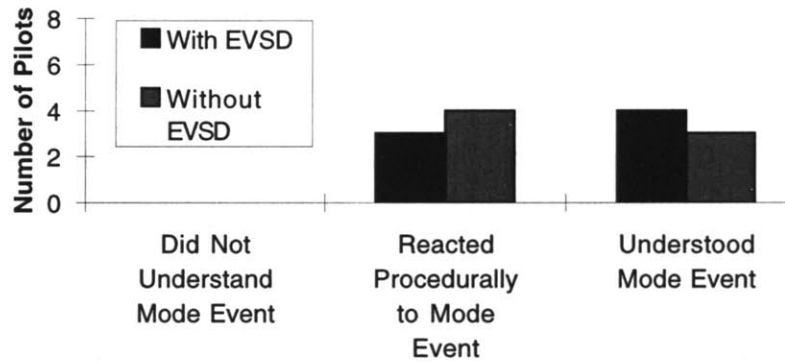 Number of Pilots
8
6
4
2
0
With EVSD
Without
EVSD
Did Not
Understand
Mode Event
Reacted
Procedurally
to Mode
Event
Understood
Mode Event